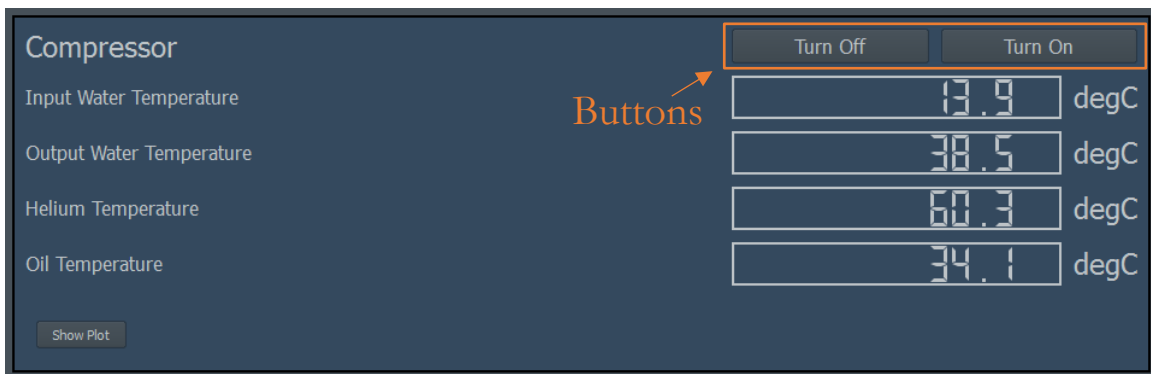 Compressor Turn Off Turn On
Input Water Temperature 13.9 degC
Buttons
Output Water Temperature 38.5 degC
Helium Temperature 60.3 degC
Oil Temperature 34.1 degC
Show Plot